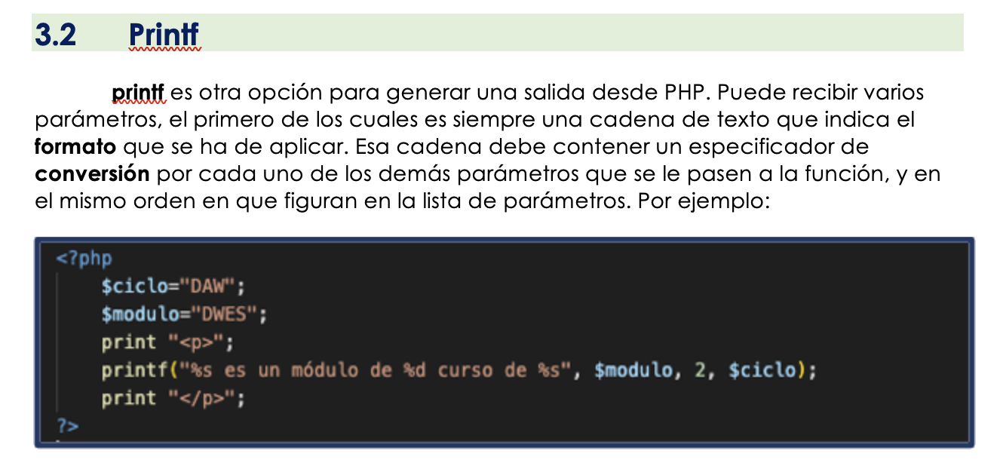 3.2 Printf
printf es otra opción para generar una salida desde PHP. Puede recibir varios
parámetros, el primero de los cuales es siempre una cadena de texto que indica el
formato que se ha de aplicar. Esa cadena debe contener un especificador de
conversión por cada uno de los demás parámetros que se le pasen a la función, y en
el mismo orden en que figuran en la lista de parámetros. Por ejemplo:
<?php
$ciclo="DAW";
$modulo="DWES";
print "<p>";
printf("%s es un módulo de %d curso de %s", $modulo, 2, $ciclo);
print "</p>";
?>